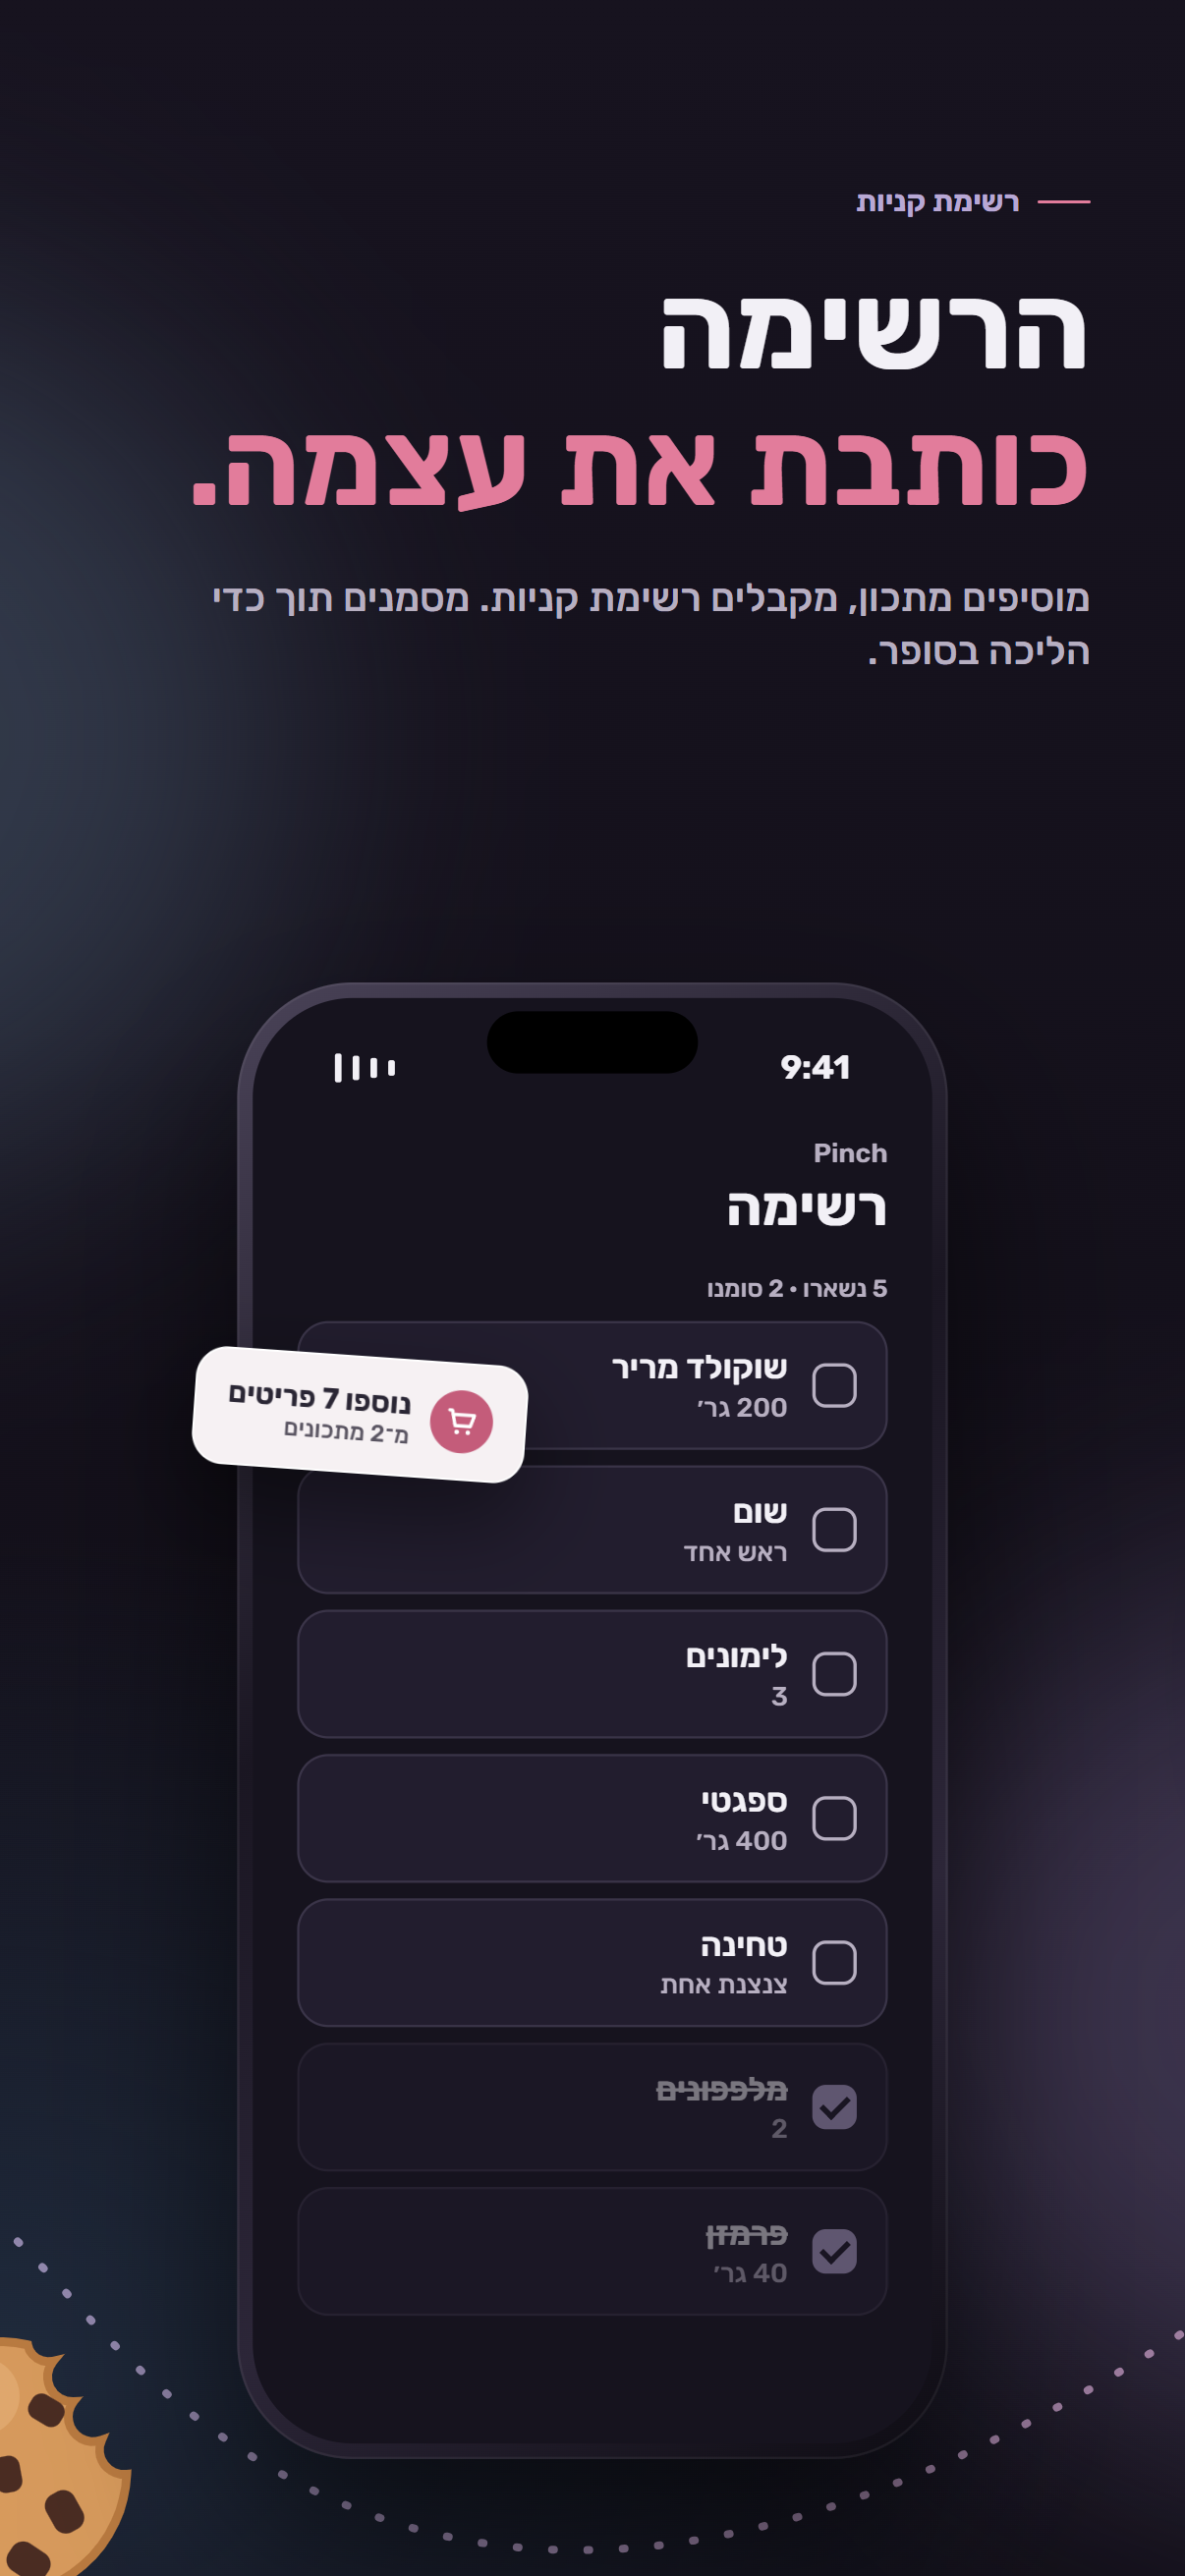 רשימת קניות
הרשימה
כותבת את עצמה.
מוסיפים מתכון, מקבלים רשימת קניות. מסמנים תוך כדי
הליכה בסופר.
9:41
Pinch
רשימה
5 נשארו • 2 סומנו
שוקולד מריר
200 גר׳
נוספו 7 פריטים
מ־2 מתכונים
שום
ראש אחד
לימונים
3
ספגטי
400 גר׳
טחינה
צנצנת אחת
מלפפונים
2
פרמזן
40 גר׳